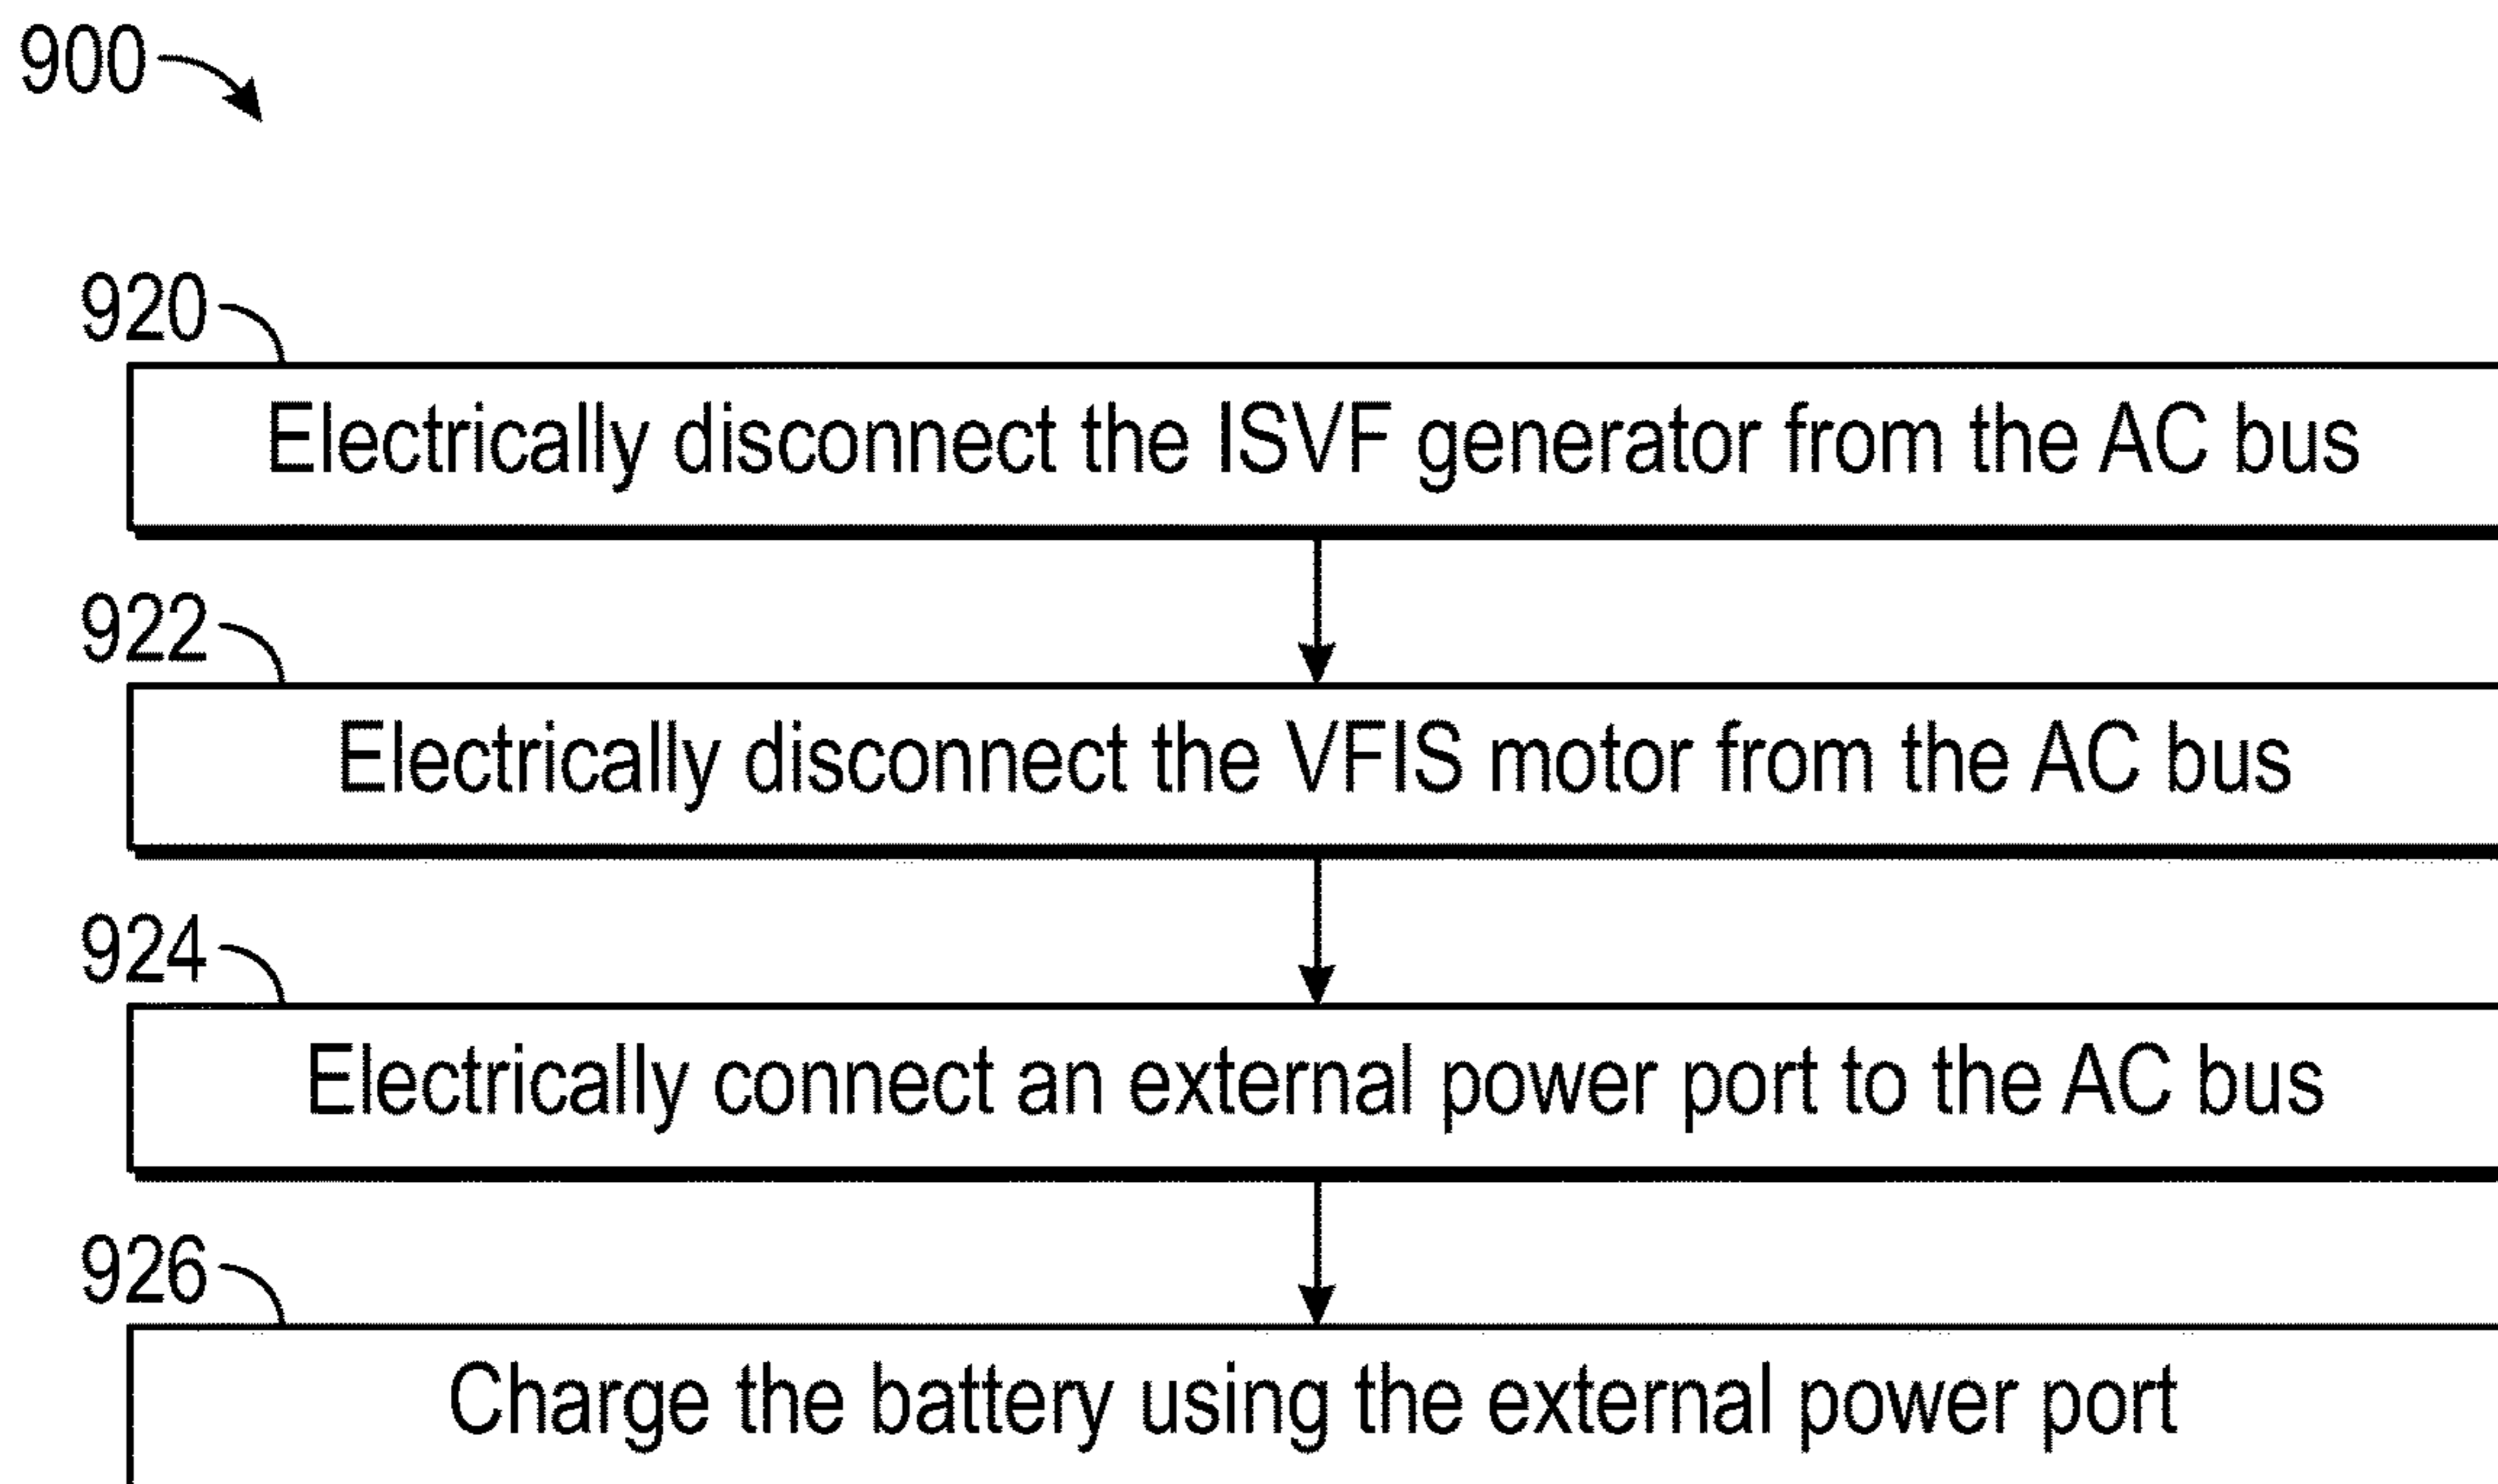 900
920
Electrically disconnect the ISVF generator from the AC bus
922
Electrically disconnect the VFIS motor from the AC bus
924
Electrically connect an external power port to the AC bus
926
Charge the battery using the external power port